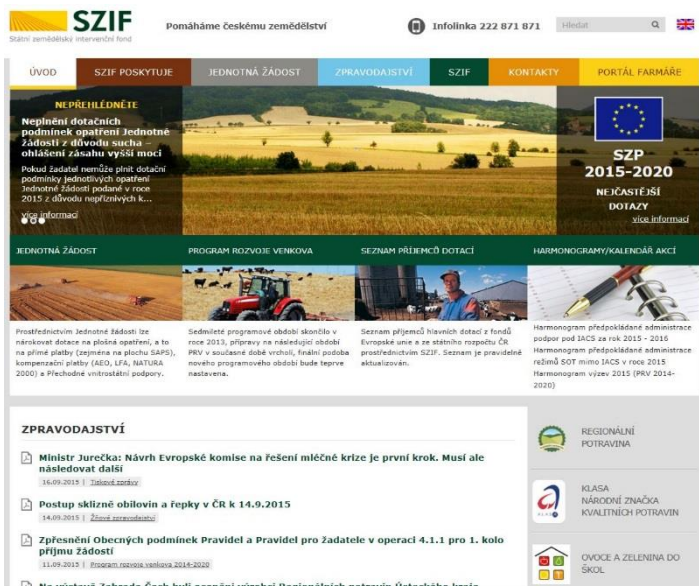 SZIF
Státní zemědělský intervenční fond
Pomáháme českému zemědělství
Infolinka 222 871 871
Hledat
ÚVOD
SZIF POSKYTUJE
JEDNOTNÁ ŽÁDOST
ZPRAVODAJSTVÍ
SZIF
KONTAKTY
PORTÁL FARMÁŘE
NEPŘEHLÉDNĚTE
Neplnění dotačních
podmínek opatření Jednotné
žádosti z důvodu sucha –
ohlášení zásahu vyšší moci
Pokud žadatel nemůže plnit dotační
podmínky jednotlivých opatření
Jednotné žádosti podané v roce
2015 z důvodu nepříznivých k...
více informací
SZP
2015-2020
NEJČASTĚJŠÍ
DOTAZY
více informací
JEDNOTNÁ ŽÁDOST
Prostřednictvím Jednotné žádosti lze
nárokovat dotace na plošná opatření, a to
na přímé platby (zejména na plochu SAPS),
kompenzační platby (AEO, LFA, NATURA
2000) a Přechodné vnitrostátní podpory.
PROGRAM ROZVOJE VENKOVA
Sedmileté programové období skončilo v
roce 2013, přípravy na následující období
PRV v současné době vrcholí, finální podoba
nového programového období bude teprve
nastavena.
SEZNAM PŘÍJEMCŮ DOTACÍ
Seznam příjemců hlavních dotací z fondů
Evropské unie a ze státního rozpočtu ČR
prostřednictvím SZIF. Seznam je pravidelně
aktualizován.
HARMONOGRAMY/KALENDÁŘ AKCÍ
Harmonogram předpokládané administrace
podpor pod IACS za rok 2015 - 2016
Harmonogram předpokládané administrace
režimů SOT mimo IACS v roce 2015
Harmonogram výzev 2015 (PRV 2014-
2020)
ZPRAVODAJSTVÍ
Ministr Jurečka: Návrh Evropské komise na řešení mléčné krize je první krok. Musí ale
následovat další
16.09.2015 | Tiskové zprávy
Postup sklizně obilovin a řepky v ČR k 14.9.2015
14.09.2015 | Žňové zpravodajství
Zpřesnění Obecných podmínek Pravidel a Pravidel pro žadatele v operaci 4.1.1 pro 1. kolo
příjmu žádostí
11.09.2015 | Program rozvoje venkova 2014-2020
REGIONÁLNÍ
POTRAVINA
KLASA
NÁRODNÍ ZNAČKA
KVALITNÍCH POTRAVIN
OVOCE A ZELENINA DO
ŠKOL